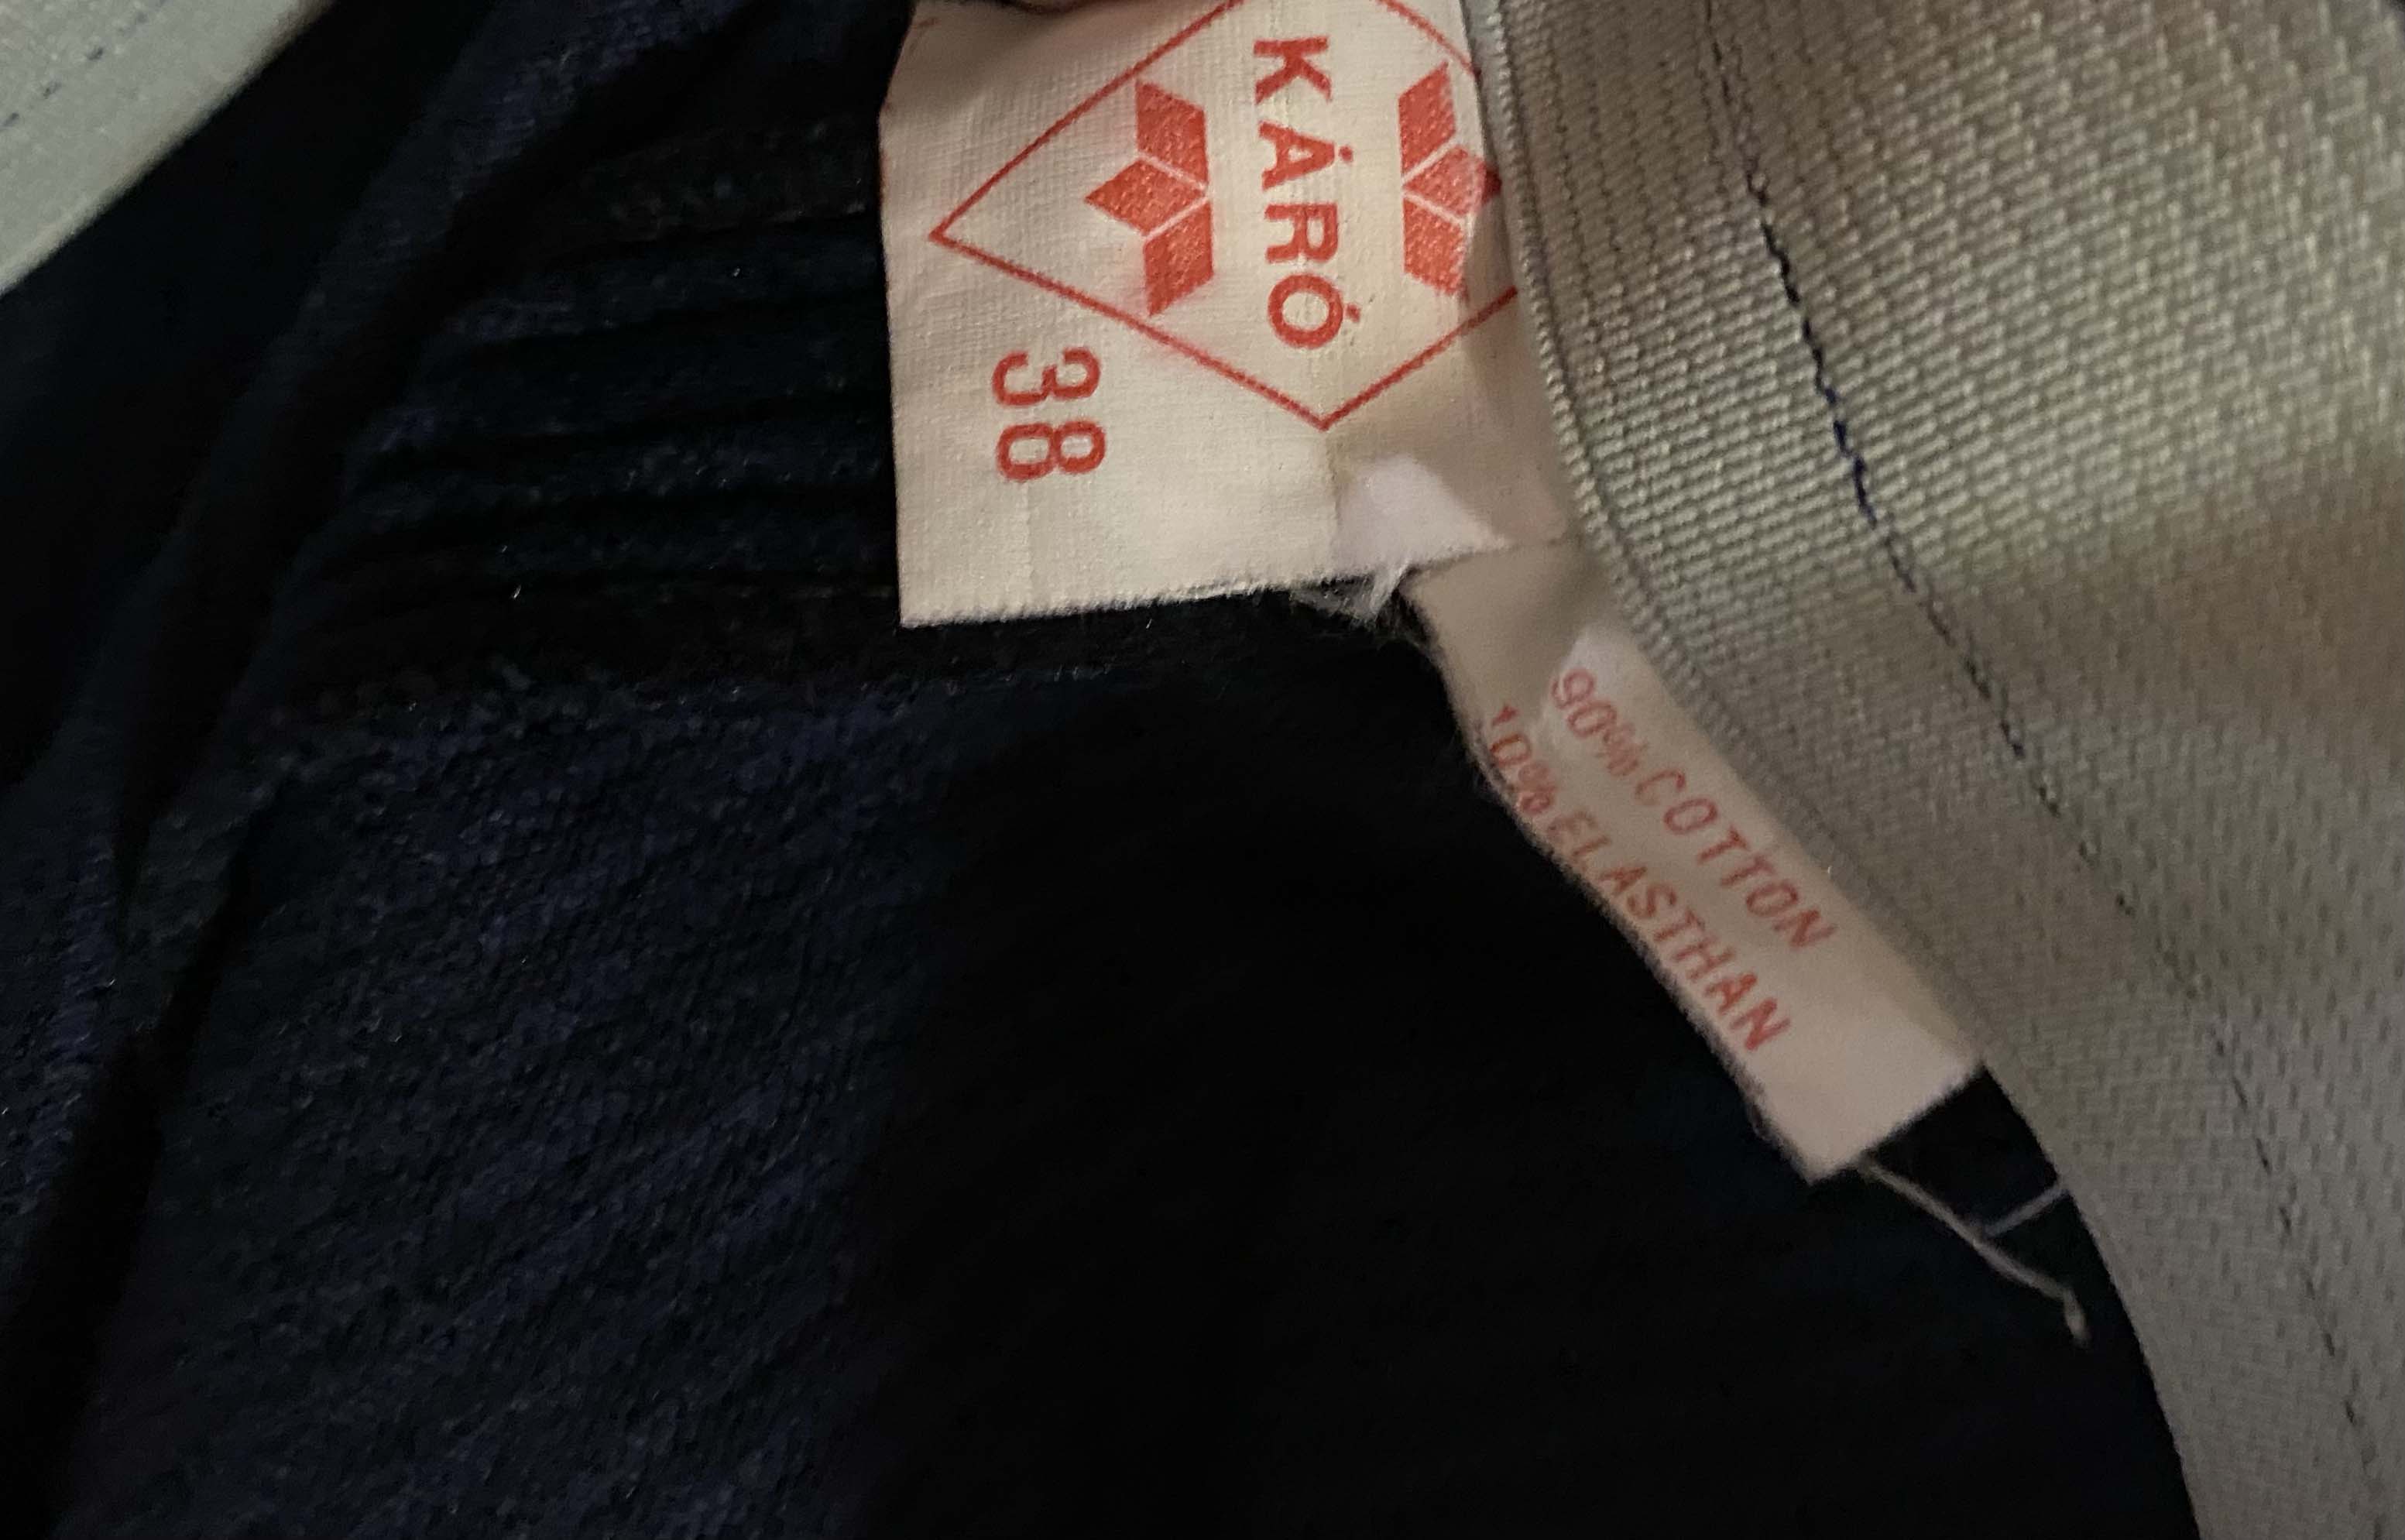 KÁRÓ
38
90% COTTON
10% ELASTHAN